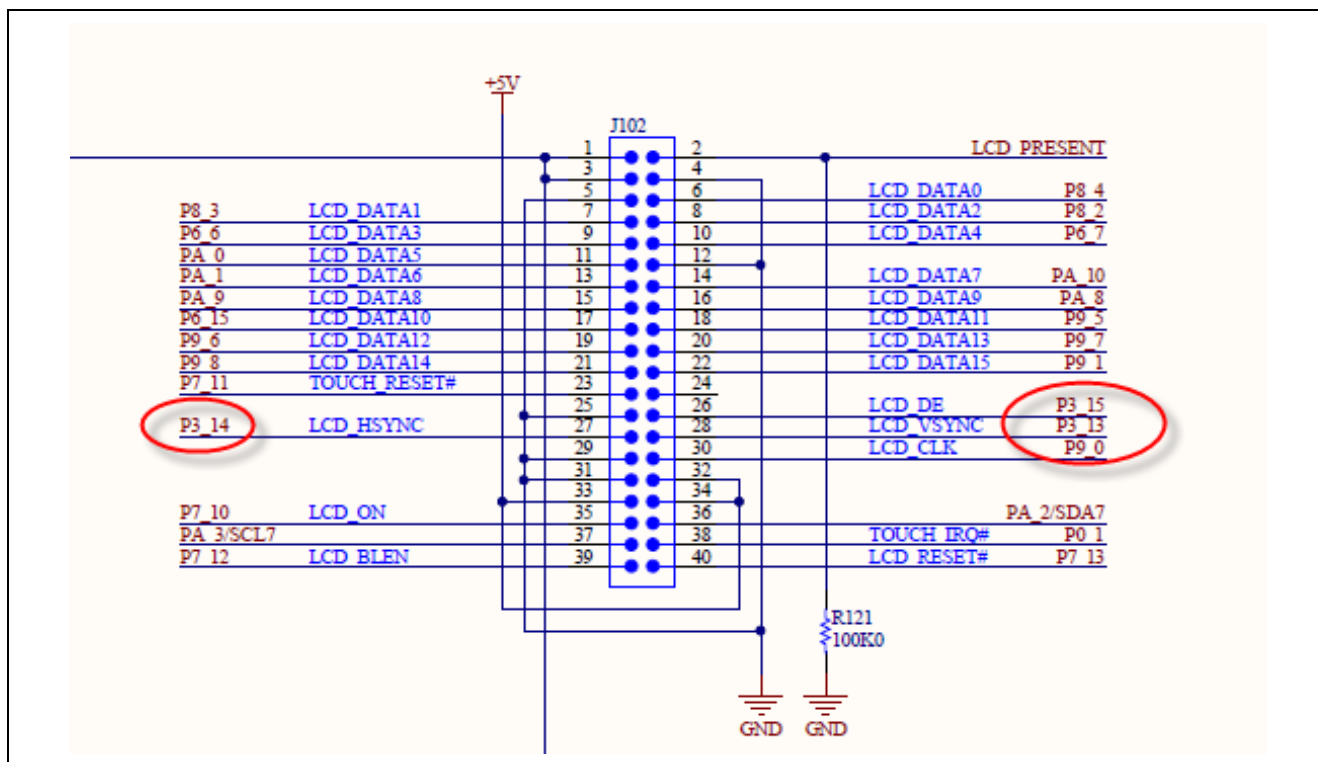 +5V
J102
1 2 LCD_PRESENT
3 4
5 6 LCD_DATA0 P8_4
P8_3 LCD_DATA1 7 8 LCD_DATA2 P8_2
P6_6 LCD_DATA3 9 10 LCD_DATA4 P6_7
PA_0 LCD_DATA5 11 12
PA_1 LCD_DATA6 13 14 LCD_DATA7 PA_10
PA_9 LCD_DATA8 15 16 LCD_DATA9 PA_8
P6_15 LCD_DATA10 17 18 LCD_DATA11 P9_5
P9_6 LCD_DATA12 19 20 LCD_DATA13 P9_7
P9_8 LCD_DATA14 21 22 LCD_DATA15 P9_1
P7_11 TOUCH_RESET# 23 24
25 26 LCD_DE P3_15
P3_14 LCD_HSYNC 27 28 LCD_VSYNC P3_13
29 30 LCD_CLK P9_0
31 32
33 34
P7_10 LCD_ON 35 36 PA_2/SDA7
PA_3/SCL7 37 38 TOUCH_IRQ# P0_1
P7_12 LCD_BLEN 39 40 LCD_RESET# P7_13
R121
100K0
GND GND